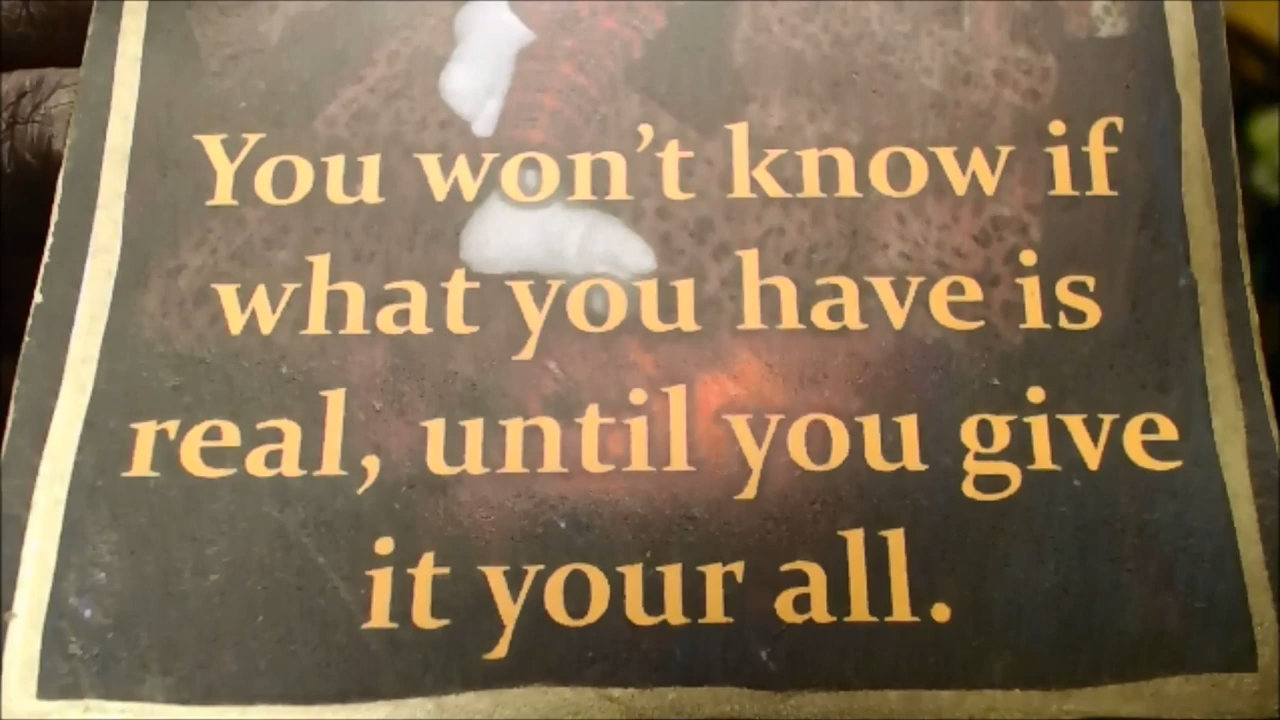 You won’t know if
what you have is
real, until you give
it your all.